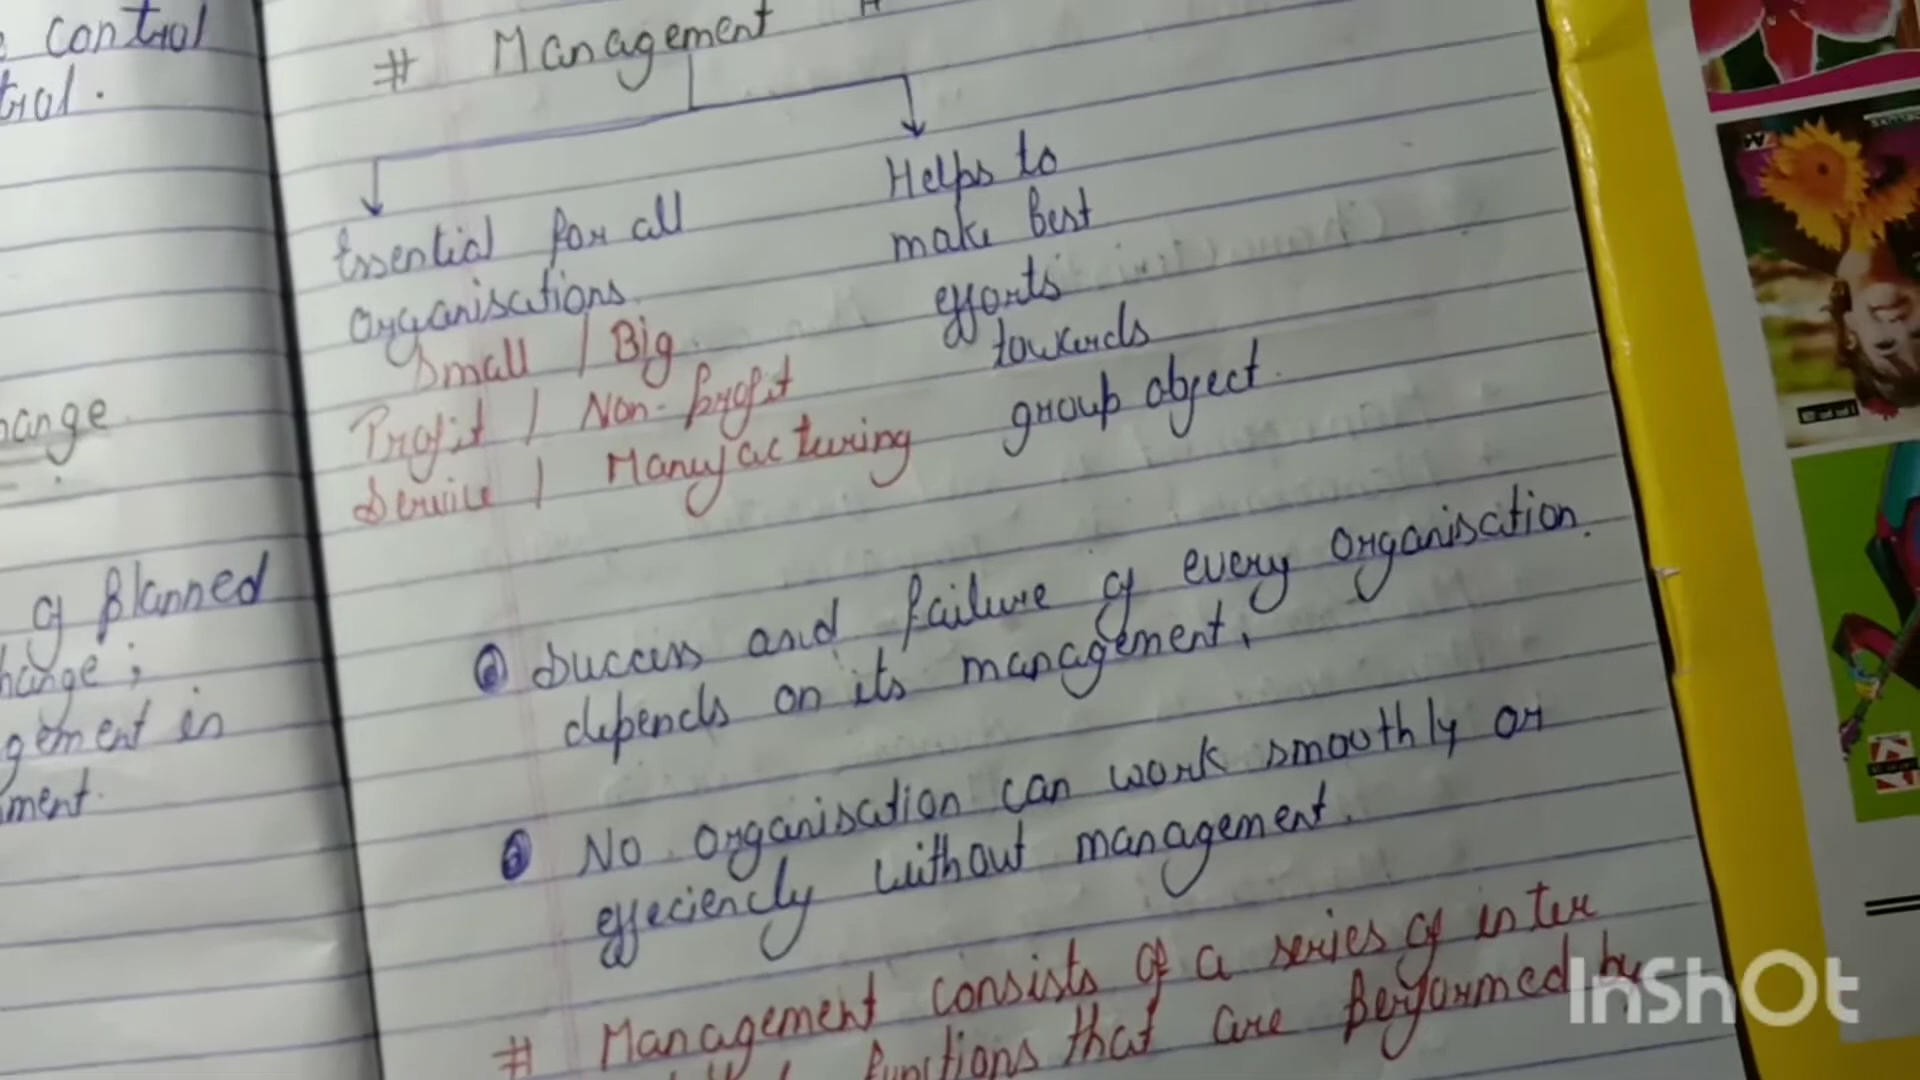 control
trol.
ange
of planned
hange;
gement in
ment.
# Management
Essential for all
organisations
Small / Big
Profit / Non-profit
Service / Manufacturing
Helps to
make best
efforts
towards
group object.
Success and failure of every organisation
depends on its management.
No organisation can work smoothly or
effeciencly without management.
# Management consists of a series of inter
functions that are performed by
InShOt